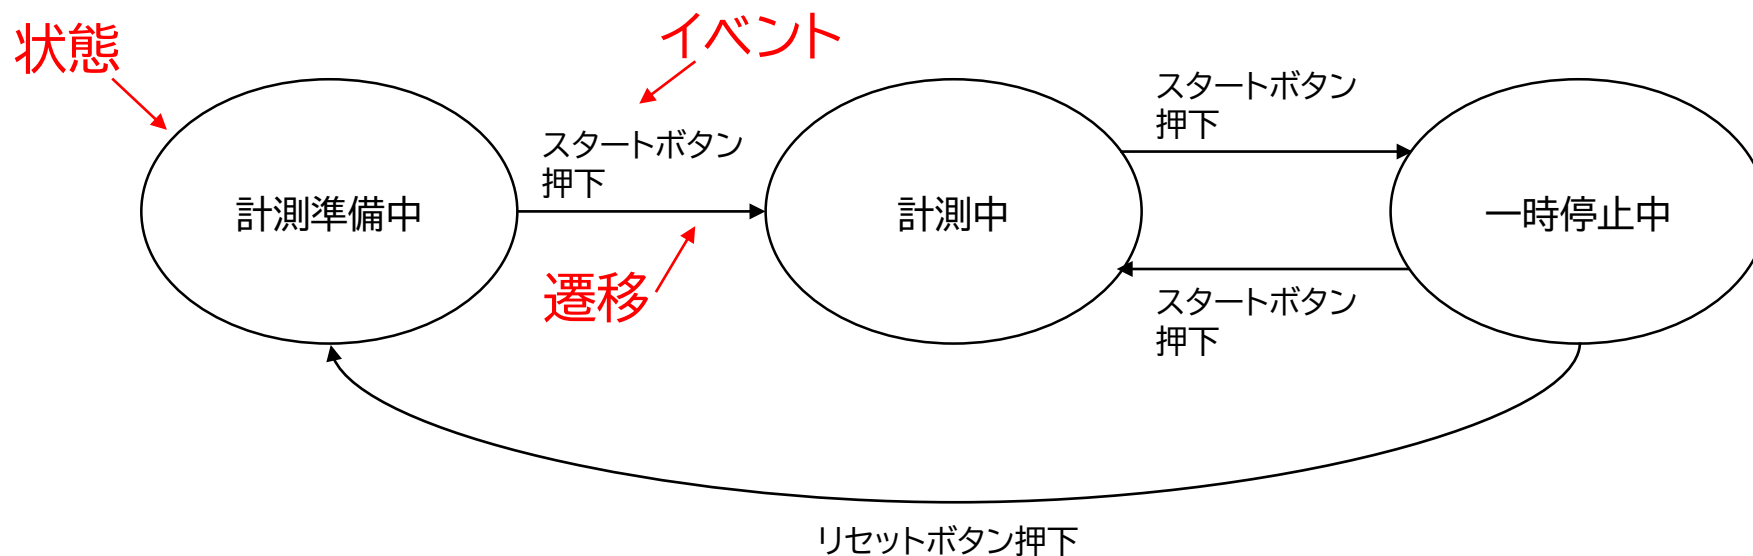 状態
イベント
スタートボタン
押下
スタートボタン
押下
計測準備中
計測中
一時停止中
遷移
スタートボタン
押下
リセットボタン押下